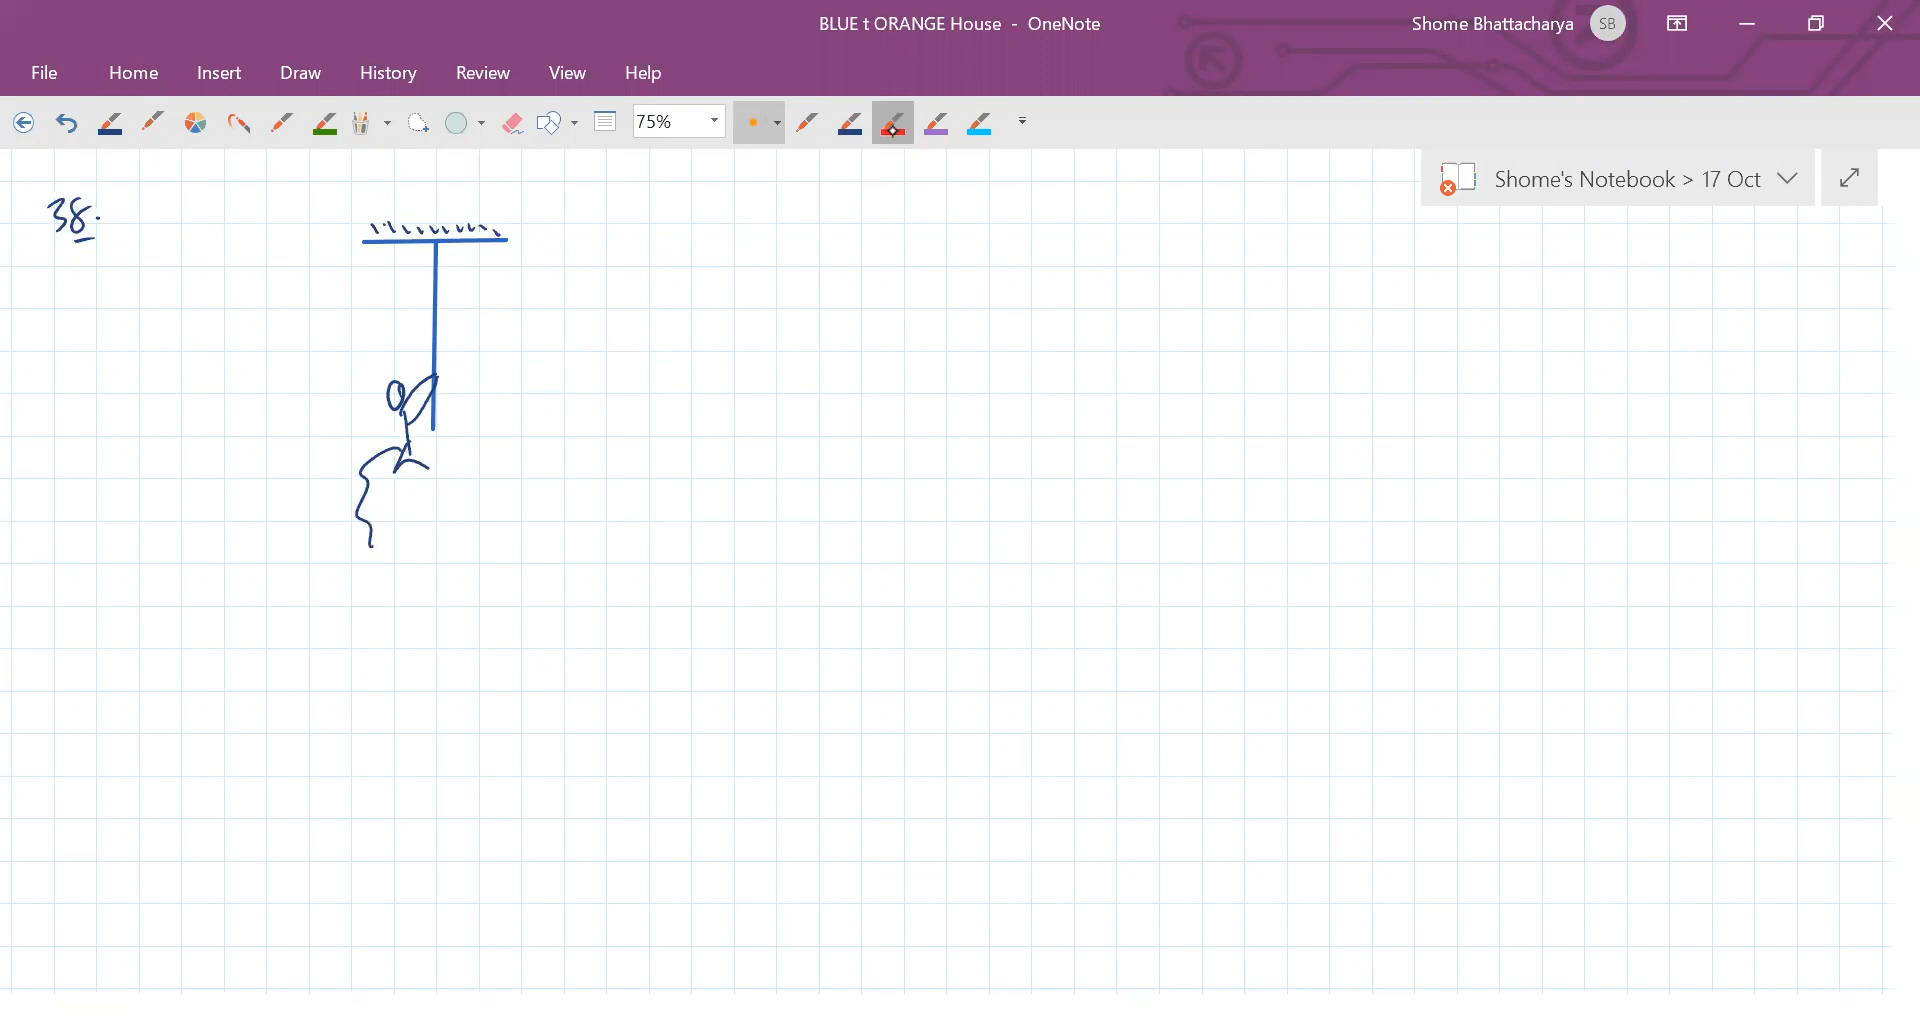 BLUE t ORANGE House - OneNote
Shome Bhattacharya SB
File Home Insert Draw History Review View Help
75%
Shome's Notebook > 17 Oct
38.